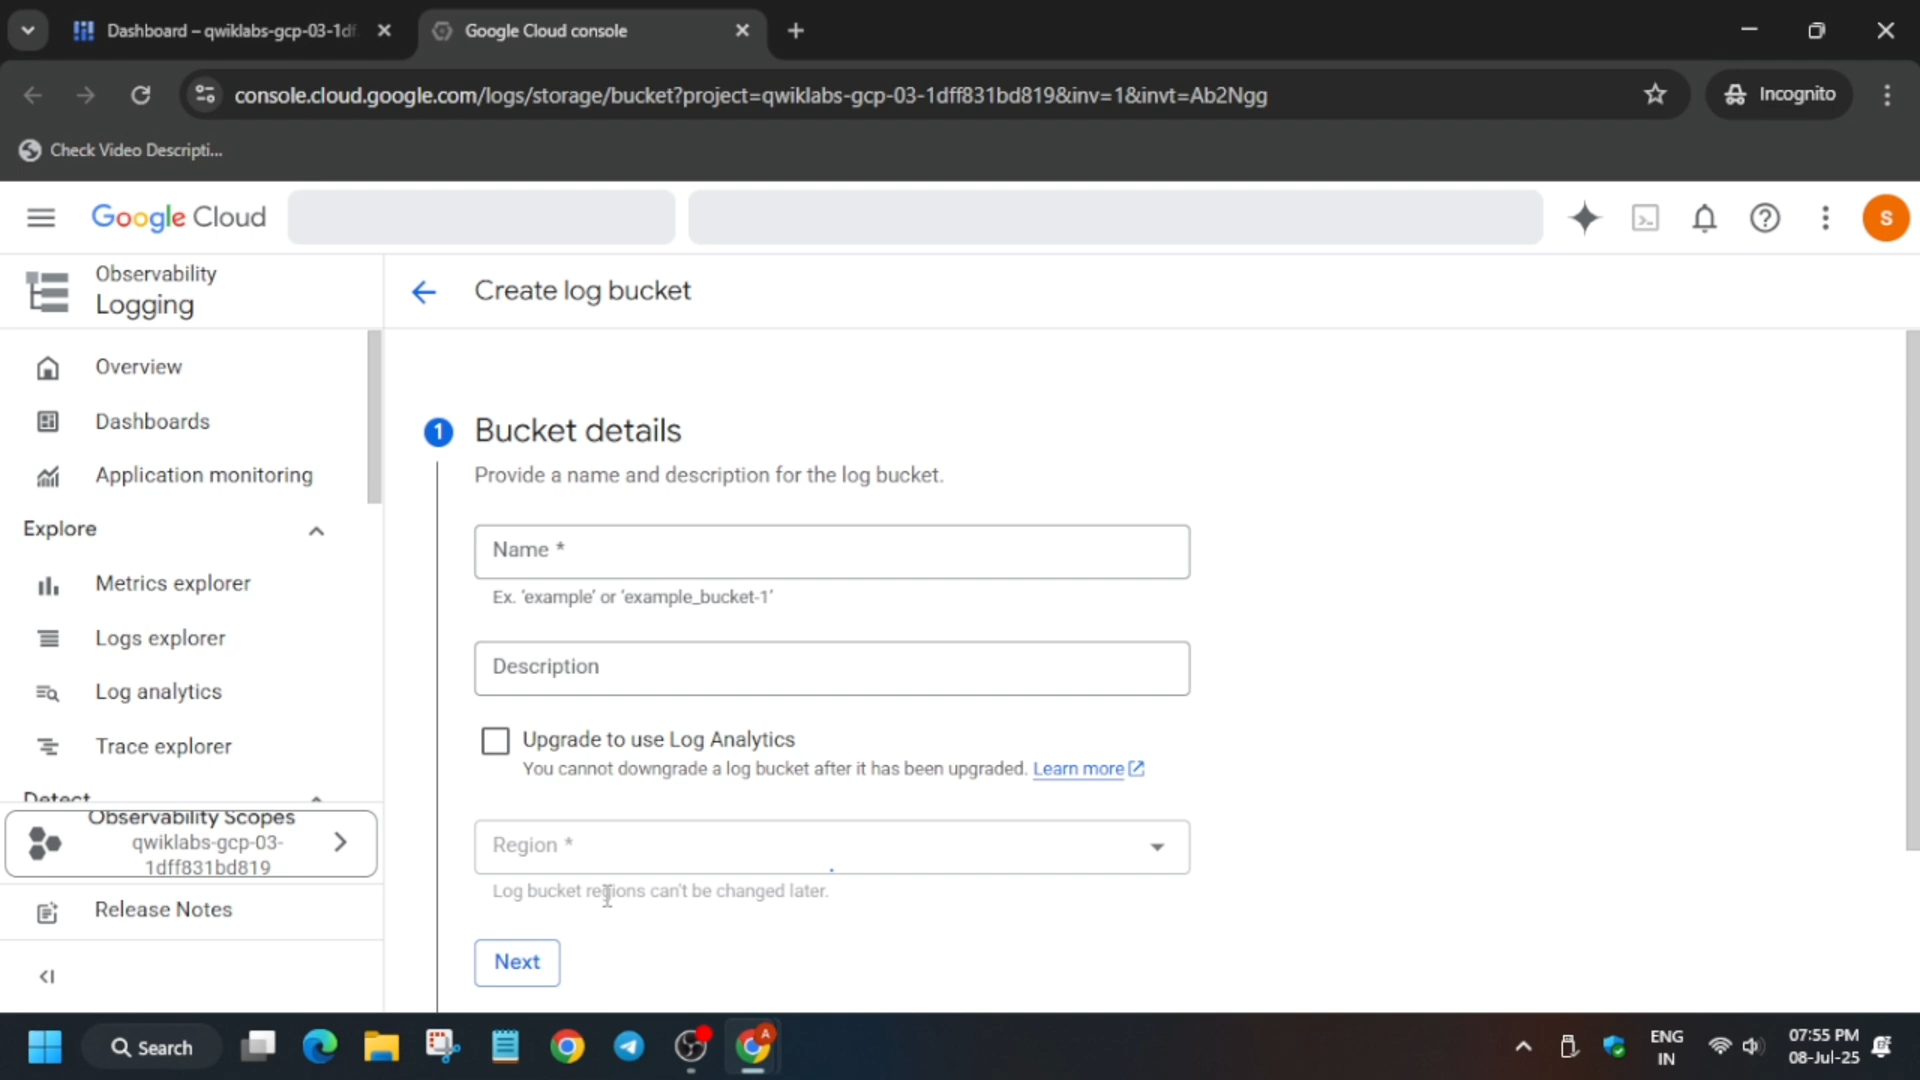 Dashboard – qwiklabs-gcp-03-1df
Google Cloud console
console.cloud.google.com/logs/storage/bucket?project=qwiklabs-gcp-03-1dff831bd819&inv=1&invt=Ab2Ngg
Incognito
Check Video Descripti...
Google Cloud
S
Observability
Logging
Create log bucket
Overview
Dashboards
Application monitoring
Explore
Metrics explorer
Logs explorer
Log analytics
Trace explorer
Detect
Observability Scopes
qwiklabs-gcp-03-
1dff831bd819
Release Notes
1
Bucket details
Provide a name and description for the log bucket.
Name *
Ex. 'example' or 'example_bucket-1'
Description
Upgrade to use Log Analytics
You cannot downgrade a log bucket after it has been upgraded. Learn more
Region *
Log bucket regions can't be changed later.
Next
Search
A
ENG
IN
07:55 PM
08-Jul-25